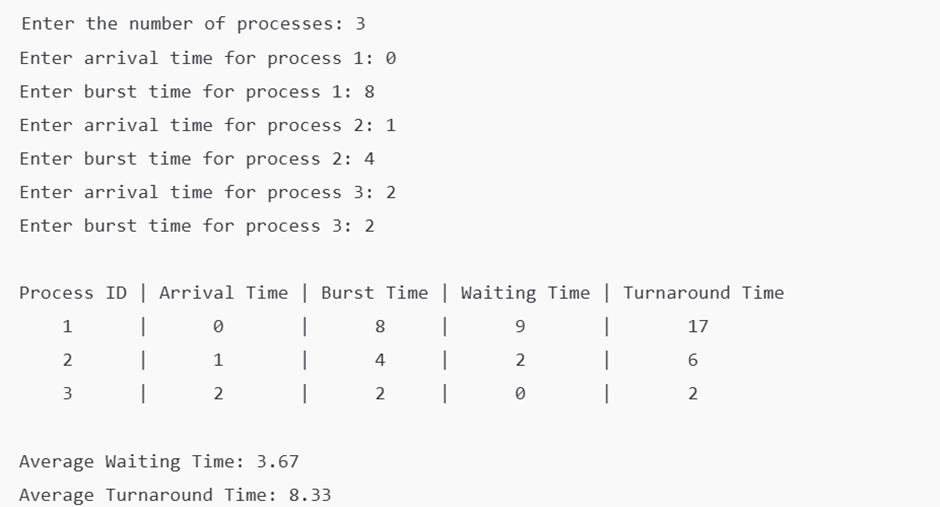 Enter the number of processes: 3
Enter arrival time for process 1: 0
Enter burst time for process 1: 8
Enter arrival time for process 2: 1
Enter burst time for process 2: 4
Enter arrival time for process 3: 2
Enter burst time for process 3: 2
Process ID | Arrival Time | Burst Time | Waiting Time | Turnaround Time
1 | 0 | 8 | 9 | 17
2 | 1 | 4 | 2 | 6
3 | 2 | 2 | 0 | 2
Average Waiting Time: 3.67
Average Turnaround Time: 8.33